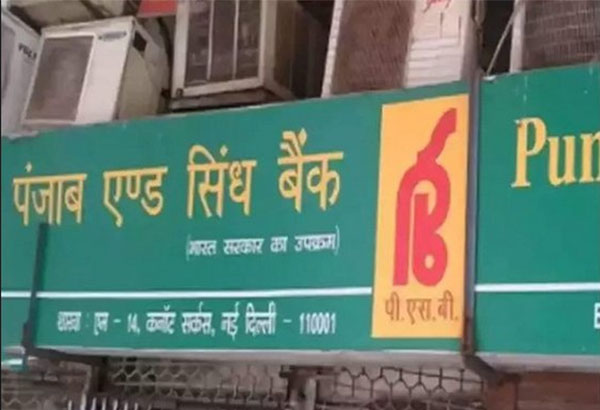 पंजाब एण्ड सिंध बैंक
(भारत सरकार का उपक्रम)
शाखा : एन - 14, कनॉट सर्कस, नई दिल्ली - 110001
पी.एस.बी.
Pun